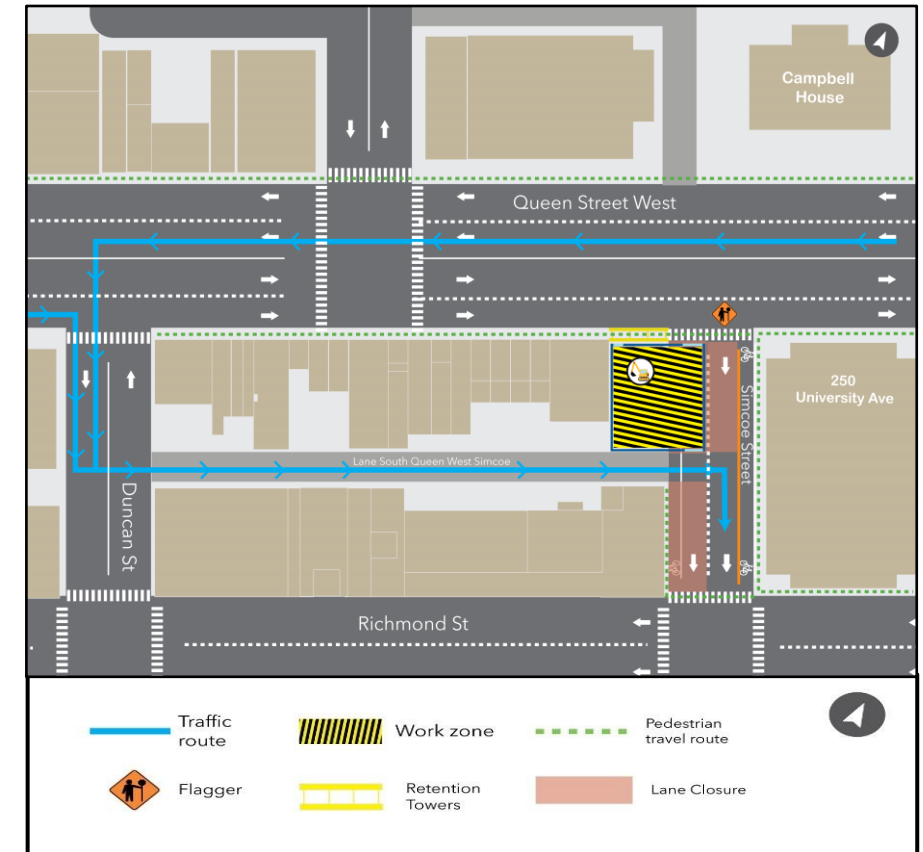 Campbell
House
Queen Street West
250
University Ave
Simcoe Street
Lane South Queen West Simcoe
Duncan St
Richmond St
Traffic
route
Work zone
Pedestrian
travel route
Flagger
Retention
Towers
Lane Closure